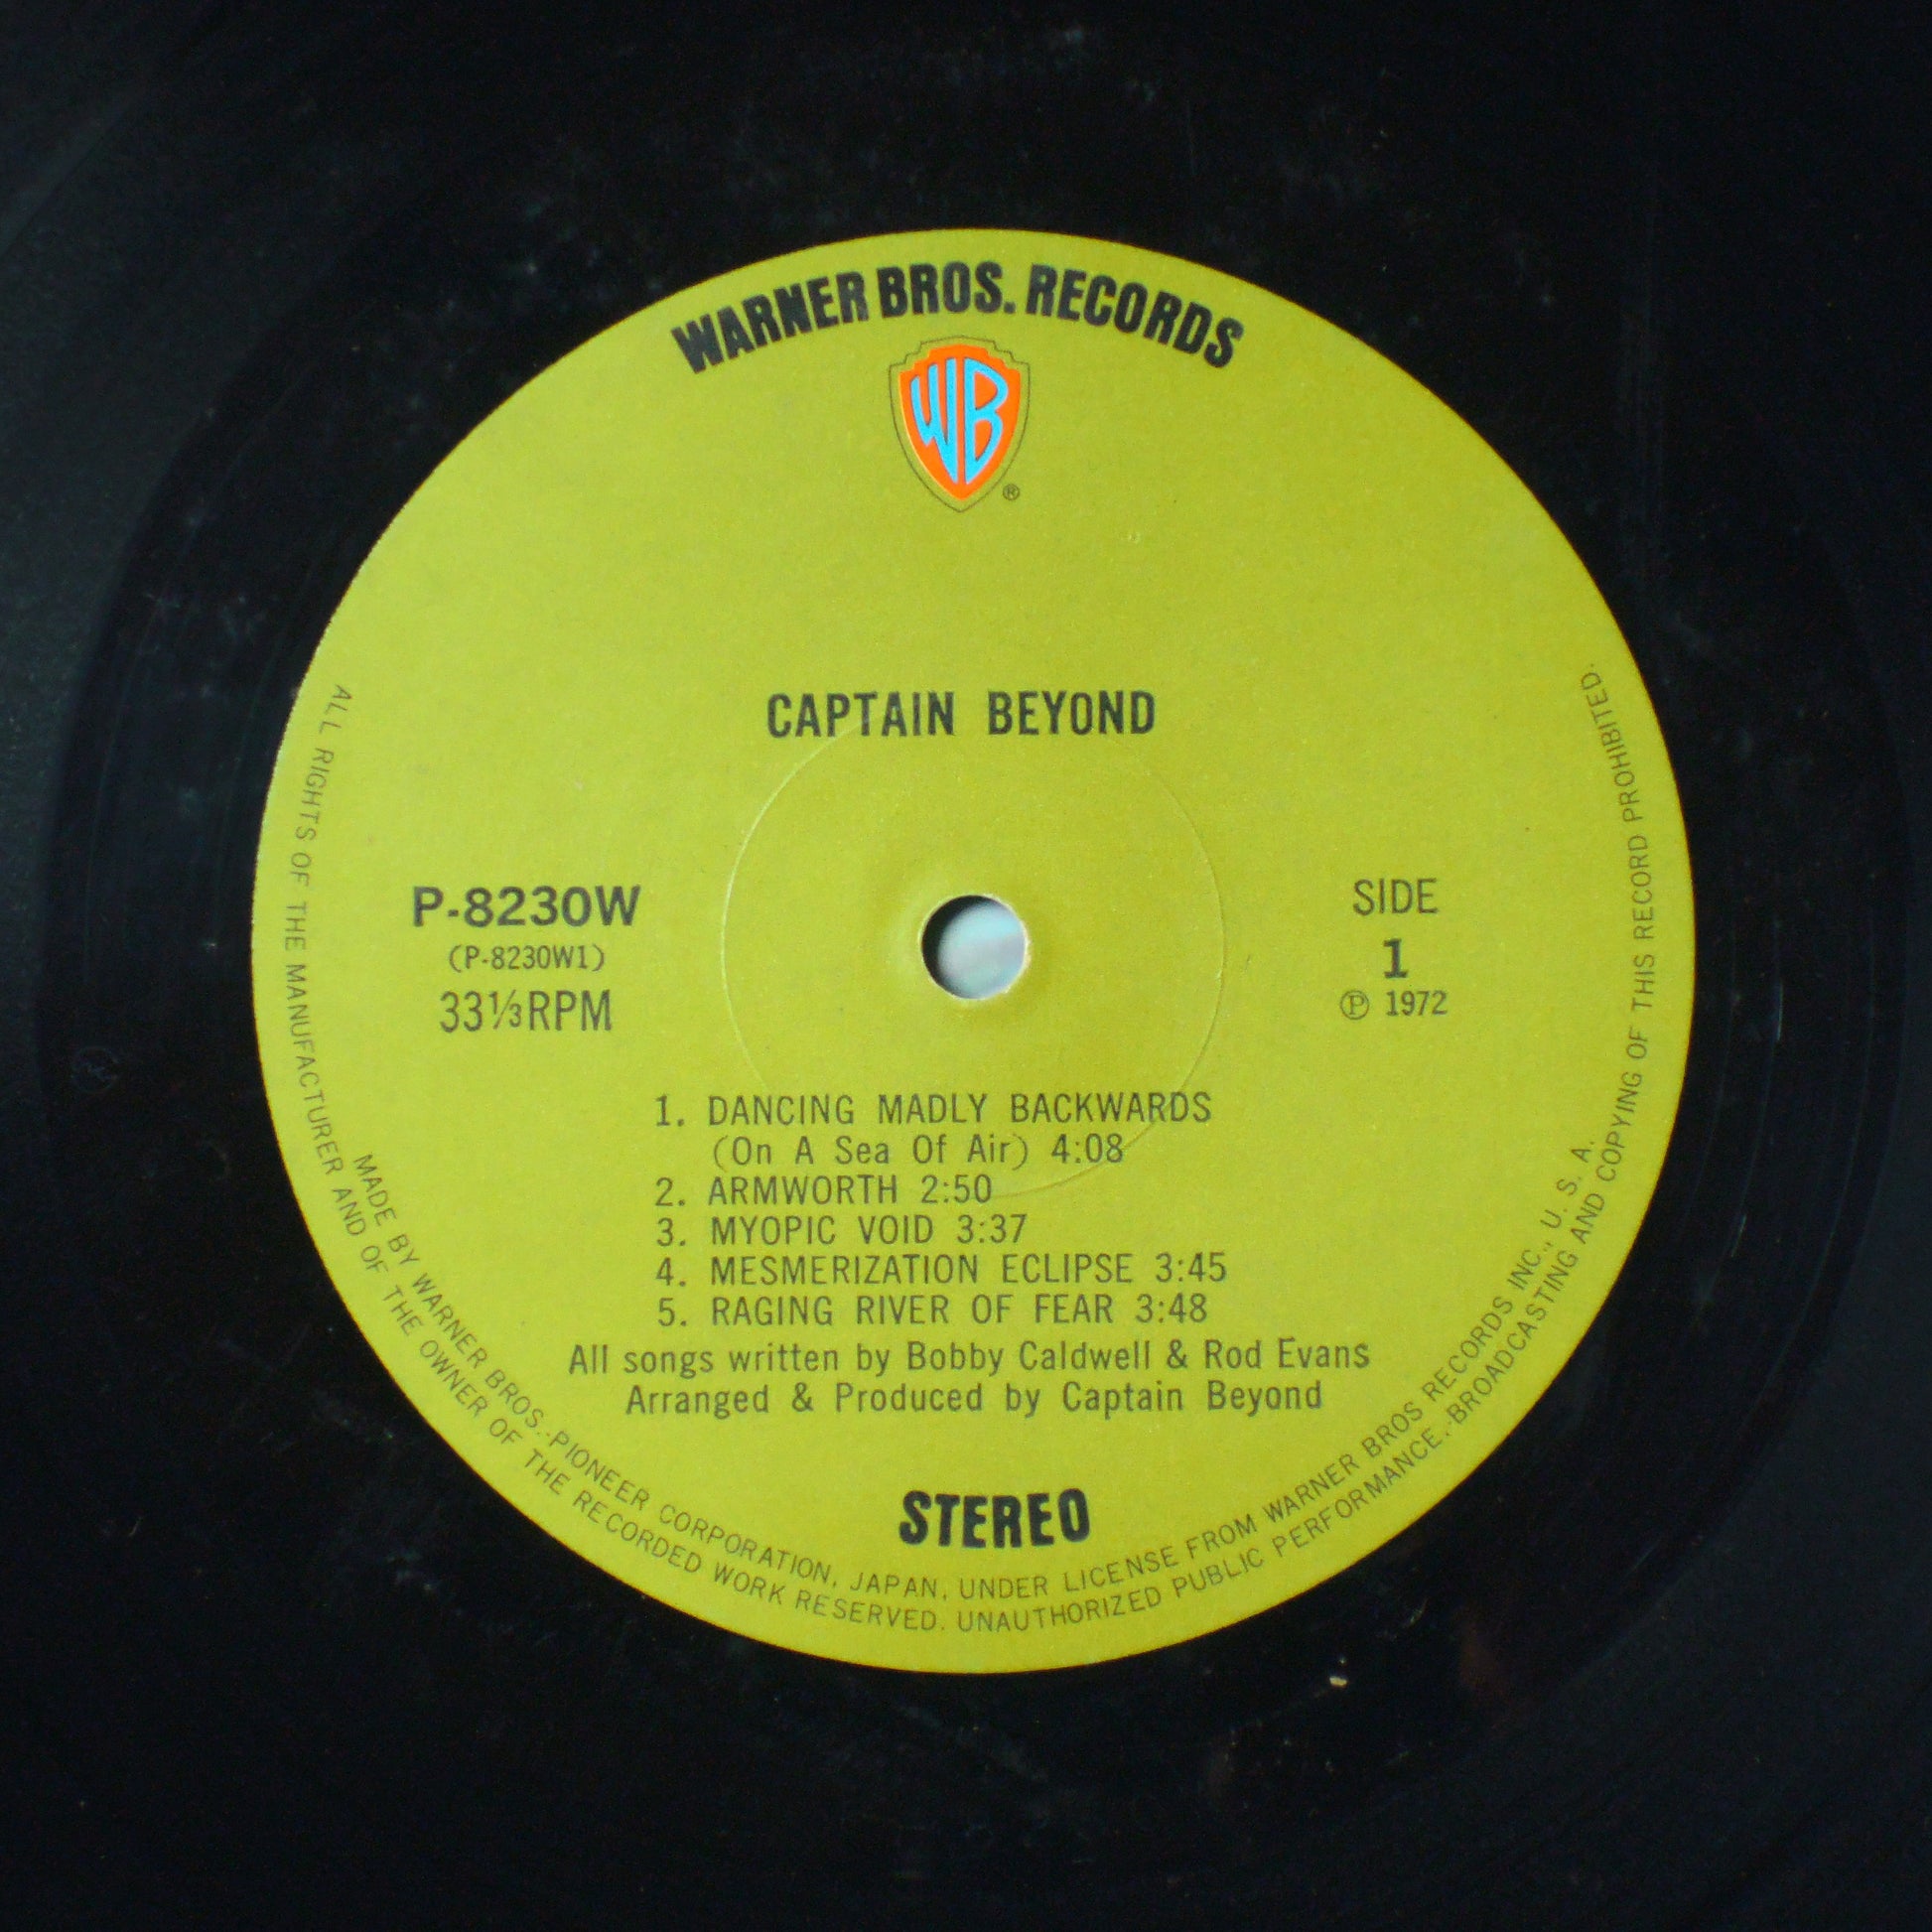 WARNER BROS. RECORDS
WB
®
CAPTAIN BEYOND
P-8230W
(P-8230W1)
33⅓ RPM
SIDE
1
Ⓟ 1972
1. DANCING MADLY BACKWARDS
(On A Sea Of Air) 4:08
2. ARMWORTH 2:50
3. MYOPIC VOID 3:37
4. MESMERIZATION ECLIPSE 3:45
5. RAGING RIVER OF FEAR 3:48
All songs written by Bobby Caldwell & Rod Evans
Arranged & Produced by Captain Beyond
STEREO
MADE BY WARNER BROS.-PIONEER CORPORATION, JAPAN, UNDER LICENSE FROM WARNER BROS RECORDS INC., U. S. A.
ALL RIGHTS OF THE MANUFACTURER AND OF THE OWNER OF THE RECORDED WORK RESERVED. UNAUTHORIZED PUBLIC PERFORMANCE, BROADCASTING AND COPYING OF THIS RECORD PROHIBITED.